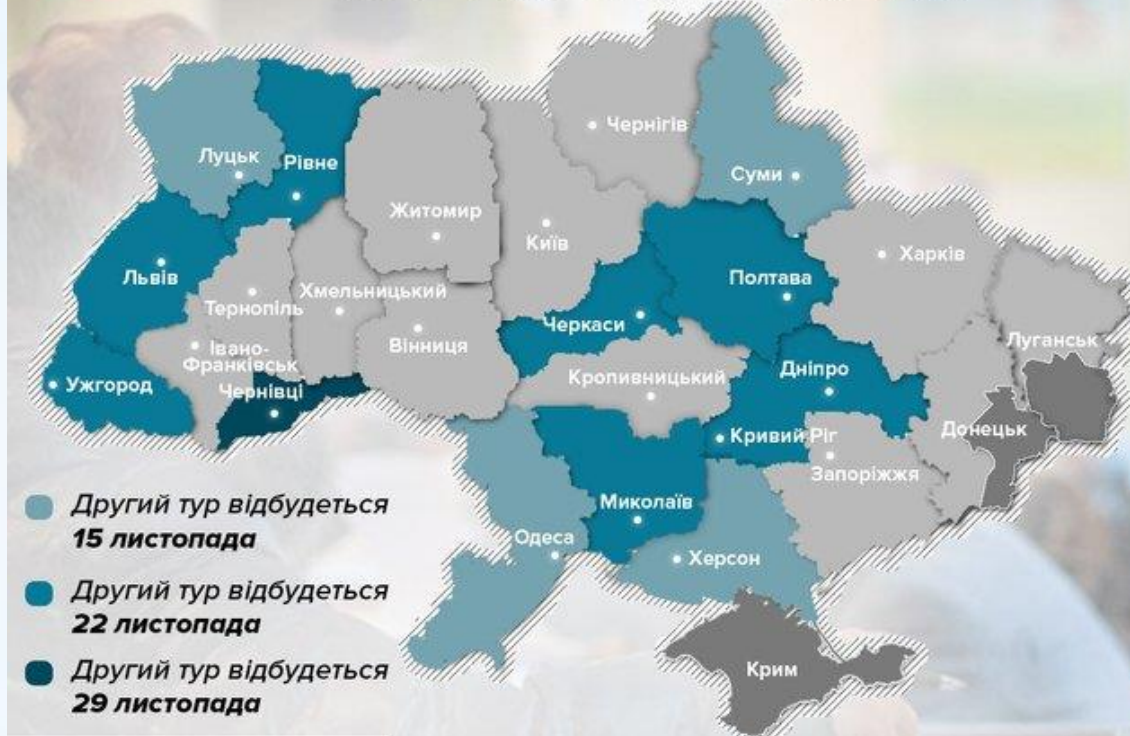 Чернігів
Луцьк
Рівне
Суми
Житомир
Київ
Харків
Львів
Полтава
Хмельницький
Тернопіль
Черкаси
Вінниця
Луганськ
Івано-
Франківськ
Ужгород
Чернівці
Кропивницький
Дніпро
Донецьк
Кривий Ріг
Запоріжжя
Миколаїв
Одеса
Херсон
Крим
Другий тур відбудеться
15 листопада
Другий тур відбудеться
22 листопада
Другий тур відбудеться
29 листопада